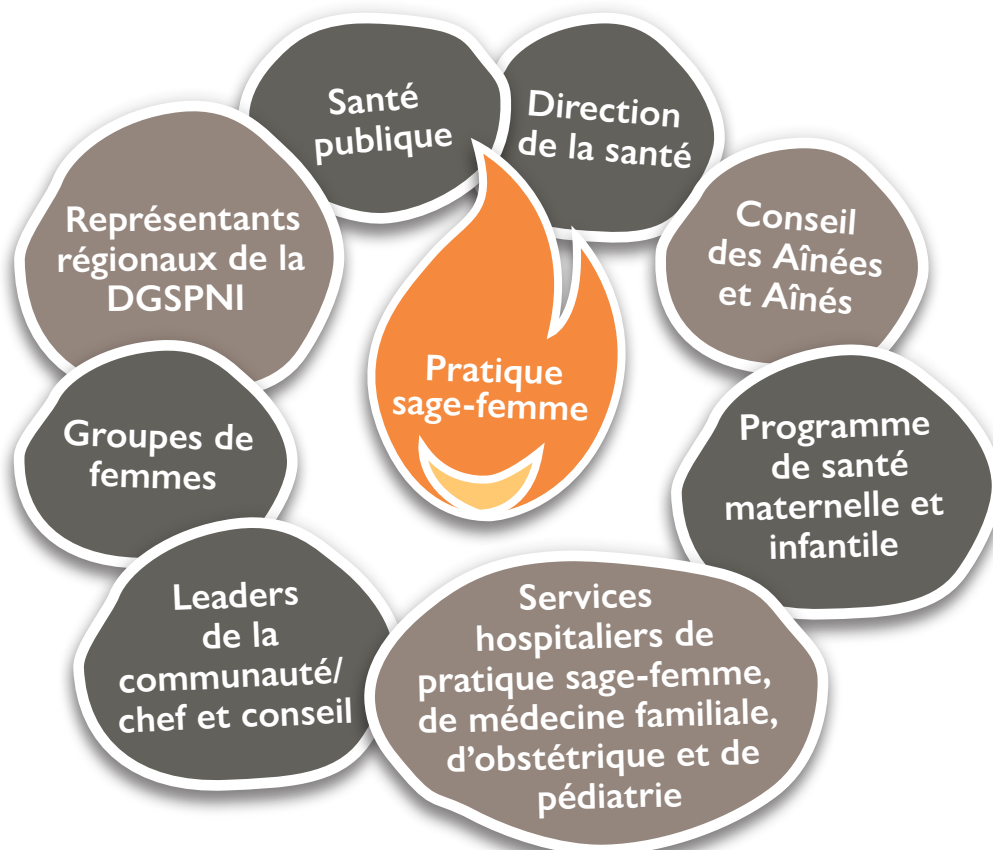 Santé
publique
Direction
de la santé
Conseil
des Aînées
et Aînés
Programme
de santé
maternelle et
infantile
Services
hospitaliers de
pratique sage-femme,
de médecine familiale,
d’obstétrique et de
pédiatrie
Leaders
de la
communauté/
chef et conseil
Groupes de
femmes
Représentants
régionaux de la
DGSPNI
Pratique
sage-femme